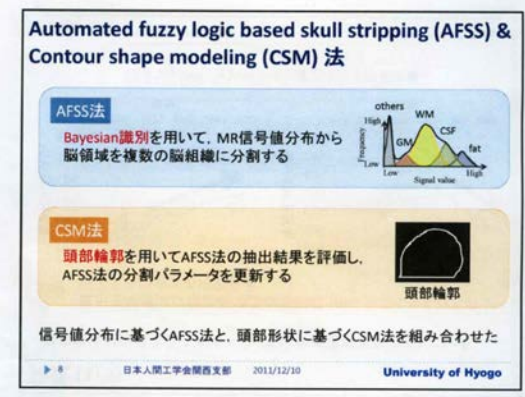 Automated fuzzy logic based skull stripping (AFSS) &
Contour shape modeling (CSM) 法
AFSS法
Bayesian識別を用いて，MR信号値分布から
脳領域を複数の脳組織に分割する
others
WM
High
CSF
GM
fat
Frequency
Low
Low
High
Signal value
CSM法
頭部輪郭を用いてAFSS法の抽出結果を評価し，
AFSS法の分割パラメータを更新する
頭部輪郭
信号値分布に基づくAFSS法と，頭部形状に基づくCSM法を組み合わせた
8 日本人間工学会関西支部 2011/12/10 University of Hyogo